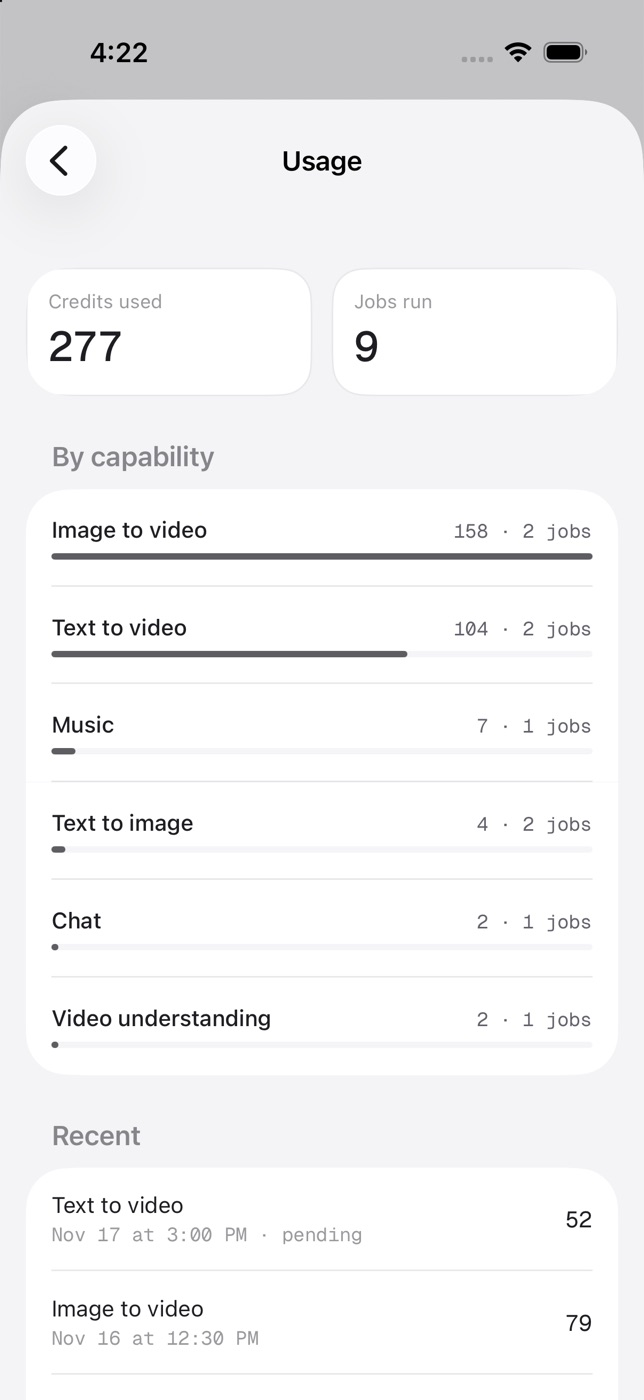 4:22
Usage
Credits used
277
Jobs run
9
By capability
Image to video 158 · 2 jobs
Text to video 104 · 2 jobs
Music 7 · 1 jobs
Text to image 4 · 2 jobs
Chat 2 · 1 jobs
Video understanding 2 · 1 jobs
Recent
Text to video 52
Nov 17 at 3:00 PM · pending
Image to video 79
Nov 16 at 12:30 PM